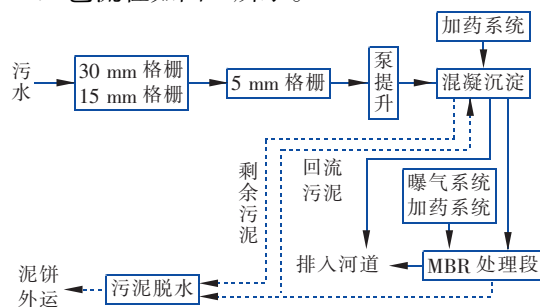 加药系统
污水
30 mm 格栅
15 mm 格栅
5 mm 格栅
泵提升
混凝沉淀
剩余污泥
回流
污泥
曝气系统
加药系统
泥饼
外运
污泥脱水
排入河道
MBR 处理段